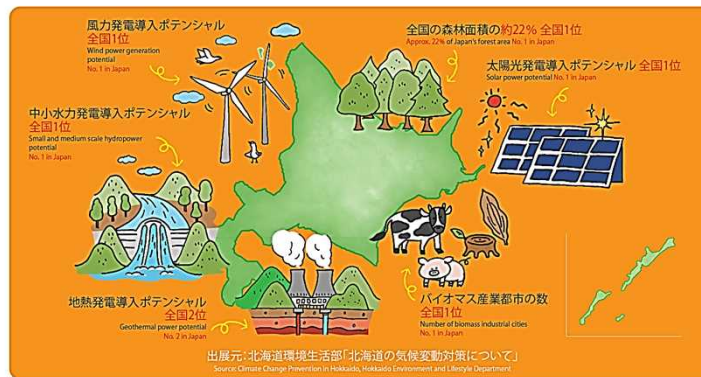 風力発電導入ポテンシャル
全国1位
Wind power generation
potential
No. 1 in Japan
全国の森林面積の約22% 全国1位
Approx. 22% of Japan's forest area No. 1 in Japan
太陽光発電導入ポテンシャル 全国1位
Solar power potential No. 1 in Japan
中小水力発電導入ポテンシャル
全国1位
Small and medium scale hydropower
potential
No. 1 in Japan
地熱発電導入ポテンシャル
全国2位
Geothermal power potential
No. 2 in Japan
バイオマス産業都市の数
全国1位
Number of biomass industrial cities
No. 1 in Japan
出展元:北海道環境生活部「北海道の気候変動対策について」
Source: Climate Change Prevention in Hokkaido, Hokkaido Environment and Lifestyle Department